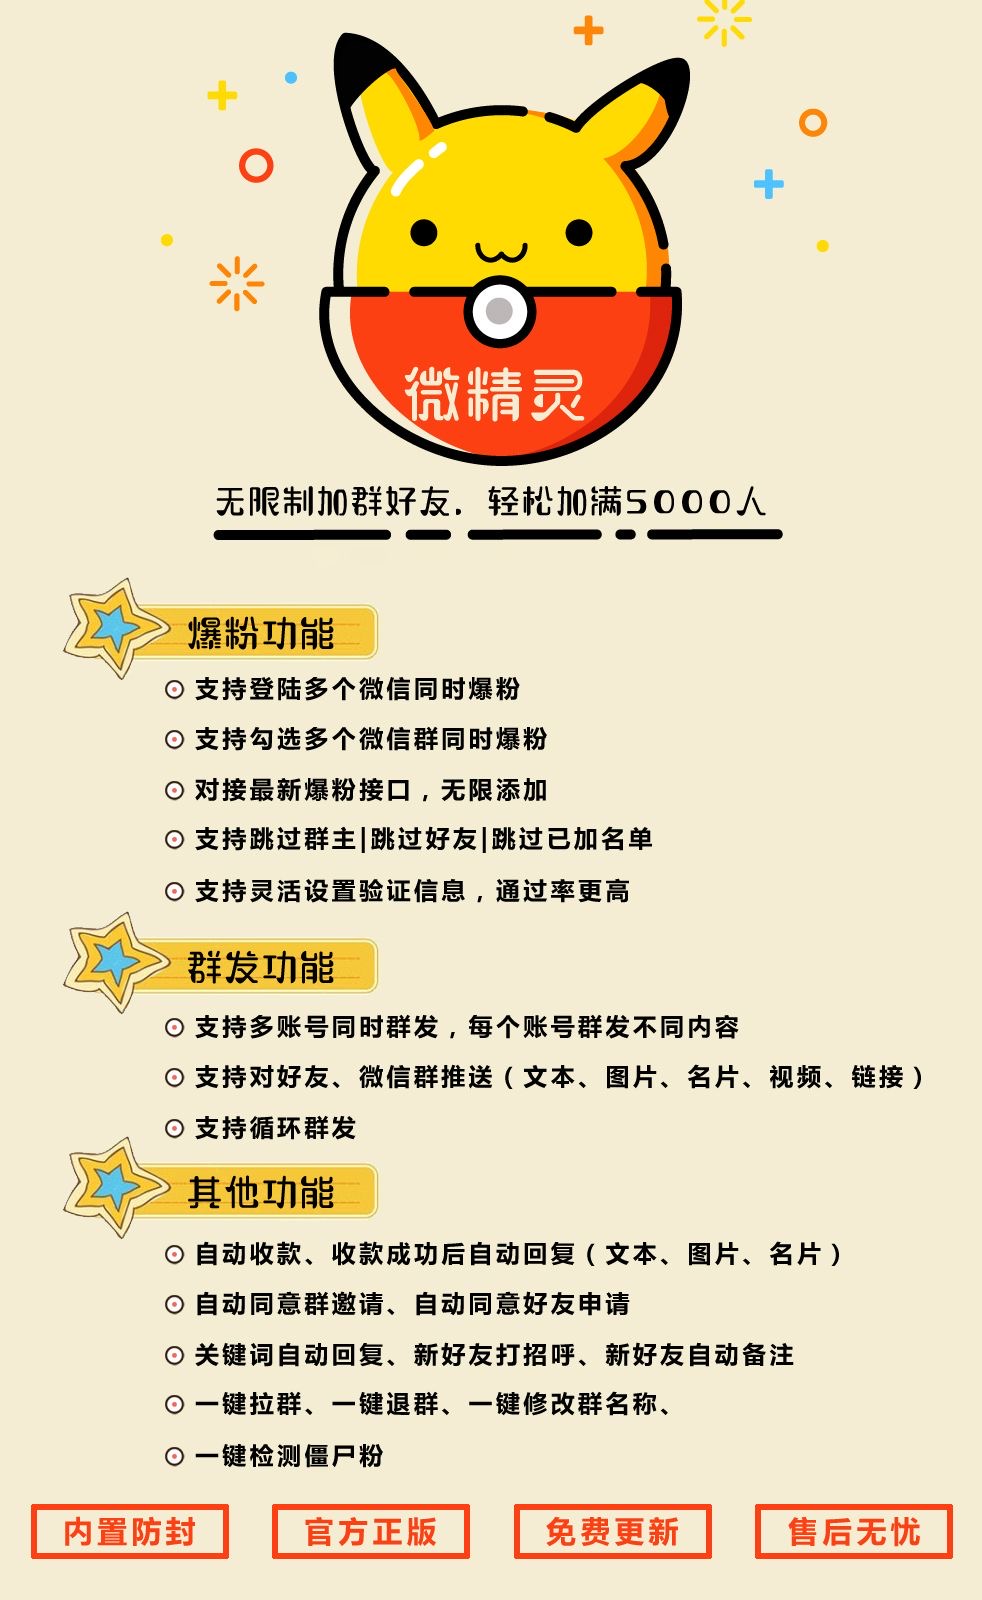 微精灵
无限制加群好友.轻松加满5000人
爆粉功能
支持登陆多个微信同时爆粉
支持勾选多个微信群同时爆粉
对接最新爆粉接口，无限添加
支持跳过群主|跳过好友|跳过已加名单
支持灵活设置验证信息，通过率更高
群发功能
支持多账号同时群发，每个账号群发不同内容
支持对好友、微信群推送（文本、图片、名片、视频、链接）
支持循环群发
其他功能
自动收款、收款成功后自动回复（文本、图片、名片）
自动同意群邀请、自动同意好友申请
关键词自动回复、新好友打招呼、新好友自动备注
一键拉群、一键退群、一键修改群名称、
一键检测僵尸粉
内置防封 官方正版 免费更新 售后无忧